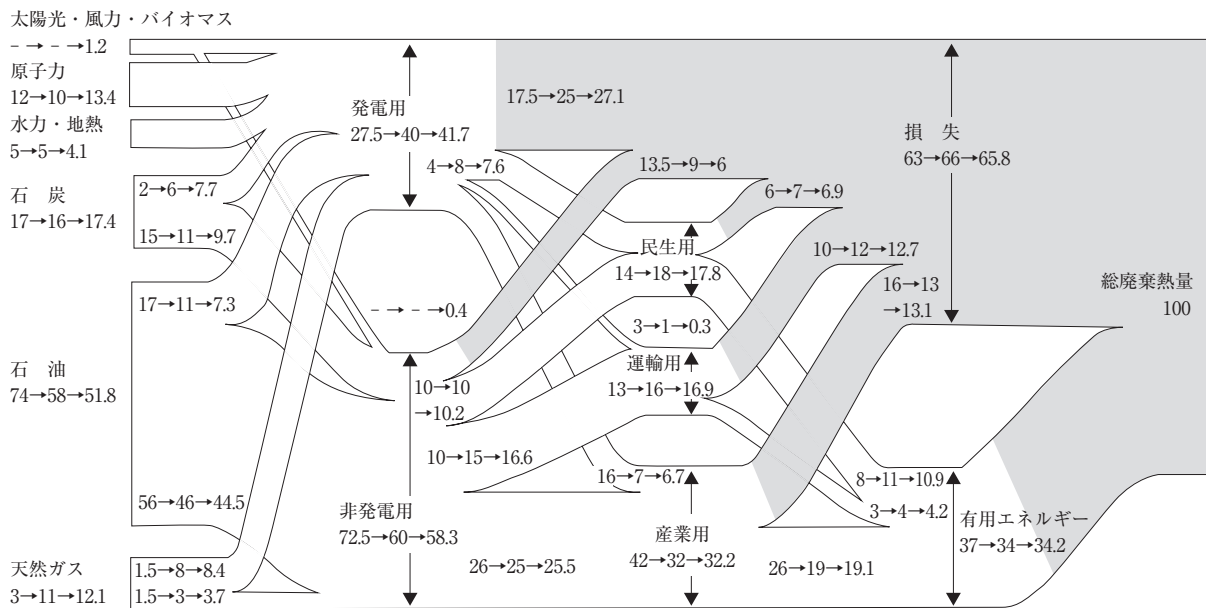 太陽光・風力・バイオマス
− → − →1.2
原子力
12→10→13.4
水力・地熱
5→5→4.1
石　炭
17→16→17.4
石　油
74→58→51.8
天然ガス
3→11→12.1
2→6→7.7
15→11→9.7
17→11→7.3
56→46→44.5
1.5→8→8.4
1.5→3→3.7
発電用
27.5→40→41.7
− → − →0.4
非発電用
72.5→60→58.3
17.5→25→27.1
4→8→7.6
13.5→9→6
10→10
→10.2
10→15→16.6
26→25→25.5
民生用
14→18→17.8
3→1→0.3
運輸用
13→16→16.9
16→7→6.7
産業用
42→32→32.2
6→7→6.9
10→12→12.7
16→13
→13.1
26→19→19.1
損　失
63→66→65.8
8→11→10.9
3→4→4.2
有用エネルギー
37→34→34.2
総廃棄熱量
100